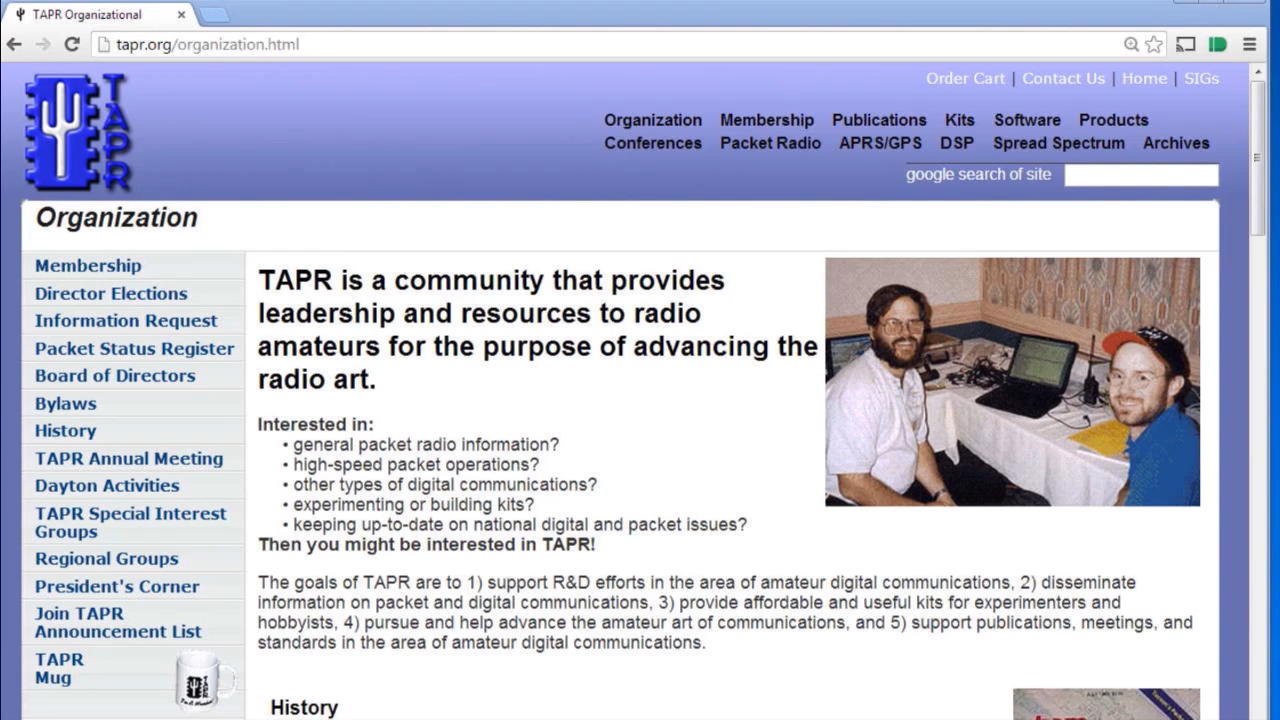 TAPR Organizational
tapr.org/organization.html
TAPR
Order Cart | Contact Us | Home | SIGs
Organization Membership Publications Kits Software Products
Conferences Packet Radio APRS/GPS DSP Spread Spectrum Archives
google search of site
Organization
Membership
Director Elections
Information Request
Packet Status Register
Board of Directors
Bylaws
History
TAPR Annual Meeting
Dayton Activities
TAPR Special Interest
Groups
Regional Groups
President's Corner
Join TAPR
Announcement List
TAPR
Mug
TAPR
TAPR is a community that provides
leadership and resources to radio
amateurs for the purpose of advancing the
radio art.
Interested in:
• general packet radio information?
• high-speed packet operations?
• other types of digital communications?
• experimenting or building kits?
• keeping up-to-date on national digital and packet issues?
Then you might be interested in TAPR!
The goals of TAPR are to 1) support R&D efforts in the area of amateur digital communications, 2) disseminate
information on packet and digital communications, 3) provide affordable and useful kits for experimenters and
hobbyists, 4) pursue and help advance the amateur art of communications, and 5) support publications, meetings, and
standards in the area of amateur digital communications.
History